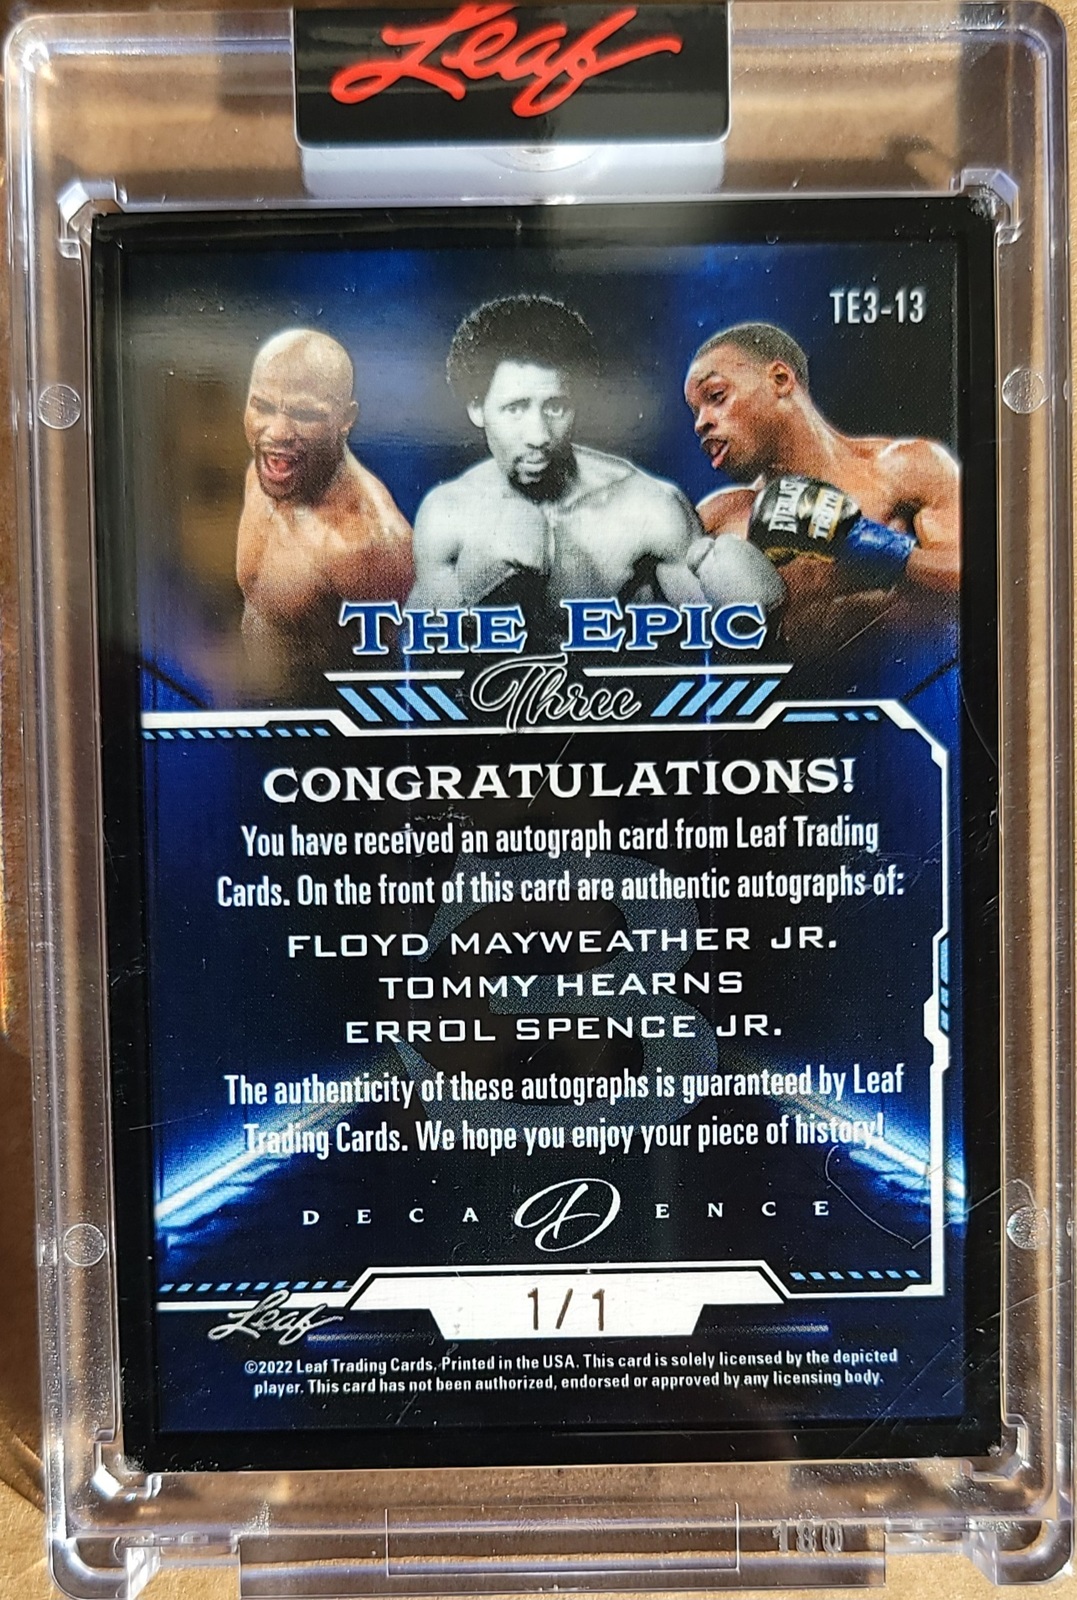 Leaf
TE3-13
EVERLAST
TRUTH
THE EPIC
Three
CONGRATULATIONS!
You have received an autograph card from Leaf Trading
Cards. On the front of this card are authentic autographs of:
FLOYD MAYWEATHER JR.
TOMMY HEARNS
ERROL SPENCE JR.
The authenticity of these autographs is guaranteed by Leaf
Trading Cards. We hope you enjoy your piece of history!
DECADENCE
1/1
Leaf
©2022 Leaf Trading Cards, Printed in the USA. This card is solely licensed by the depicted
player. This card has not been authorized, endorsed or approved by any licensing body.
180